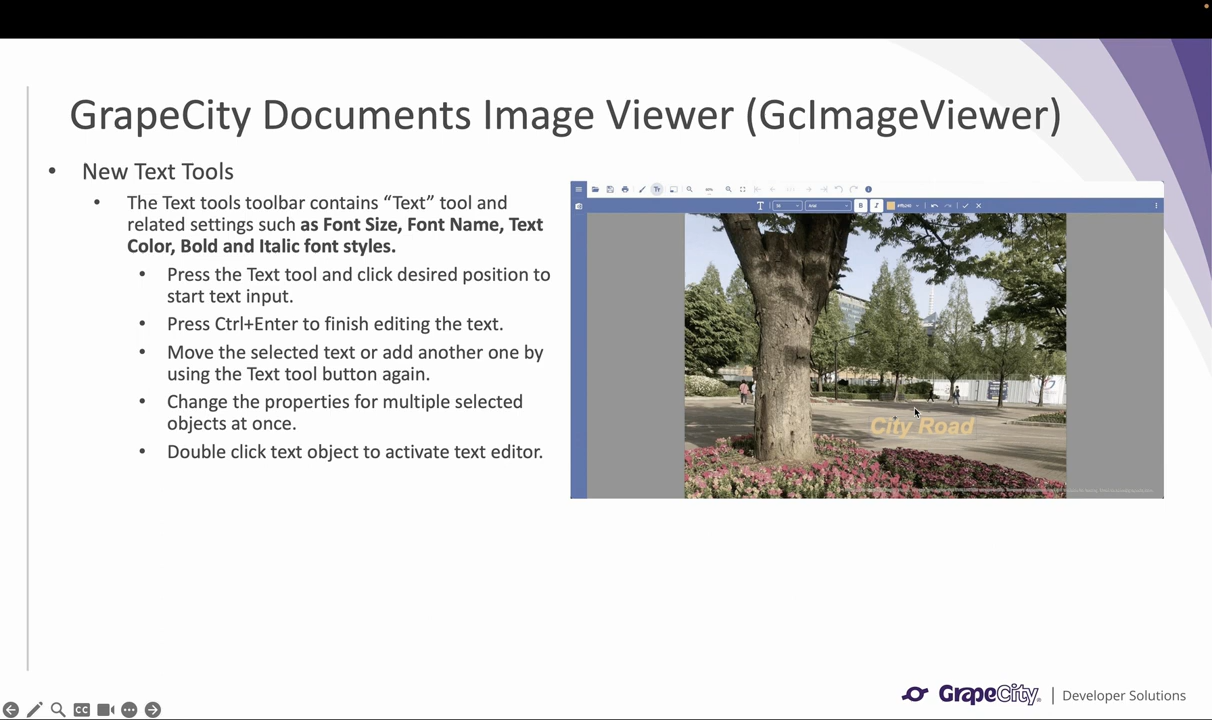 GrapeCity Documents Image Viewer (GcImageViewer)
• New Text Tools
• The Text tools toolbar contains “Text” tool and
related settings such as Font Size, Font Name, Text
Color, Bold and Italic font styles.
• Press the Text tool and click desired position to
start text input.
• Press Ctrl+Enter to finish editing the text.
• Move the selected text or add another one by
using the Text tool button again.
• Change the properties for multiple selected
objects at once.
• Double click text object to activate text editor.
City Road
GrapeCity | Developer Solutions
CC